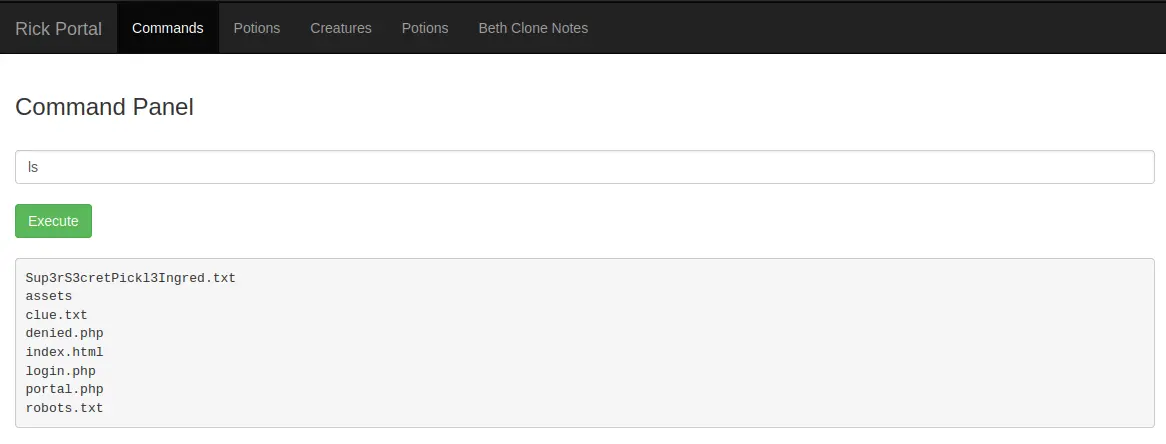 Rick Portal Commands Potions Creatures Potions Beth Clone Notes
Command Panel
ls
Execute
Sup3rS3cretPickl3Ingred.txt
assets
clue.txt
denied.php
index.html
login.php
portal.php
robots.txt